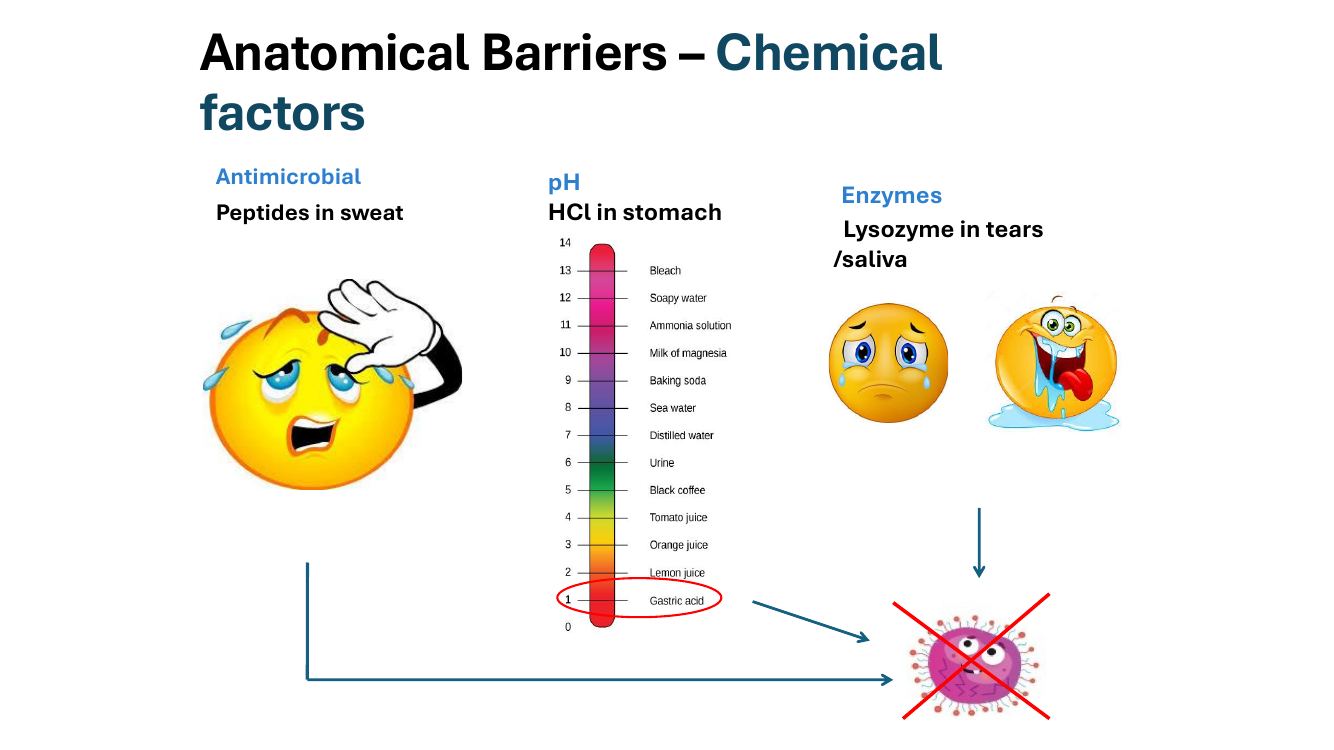 Anatomical Barriers – Chemical
factors
Antimicrobial
Peptides in sweat
pH
HCl in stomach
14
13 Bleach
12 Soapy water
11 Ammonia solution
10 Milk of magnesia
9 Baking soda
8 Sea water
7 Distilled water
6 Urine
5 Black coffee
4 Tomato juice
3 Orange juice
2 Lemon juice
1 Gastric acid
0
Enzymes
Lysozyme in tears
/saliva